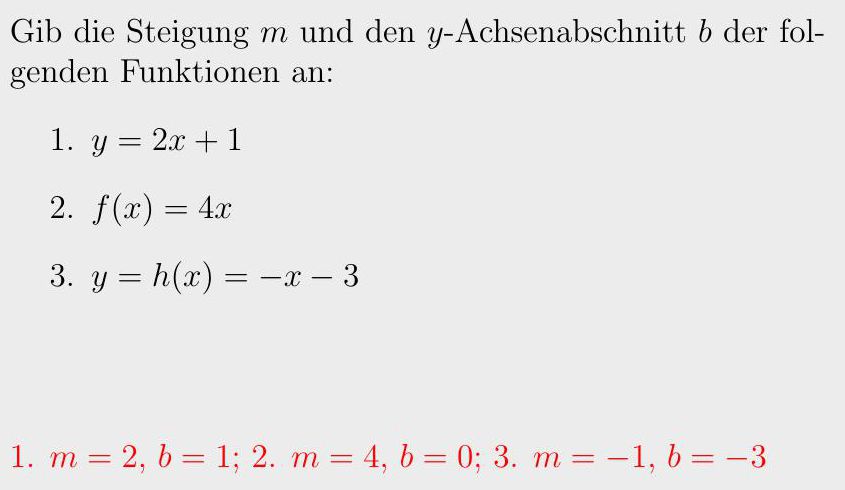 Gib die Steigung m und den y-Achsenabschnitt b der fol-
genden Funktionen an:
1. y = 2x + 1
2. f(x) = 4x
3. y = h(x) = −x − 3
1. m = 2, b = 1; 2. m = 4, b = 0; 3. m = −1, b = −3